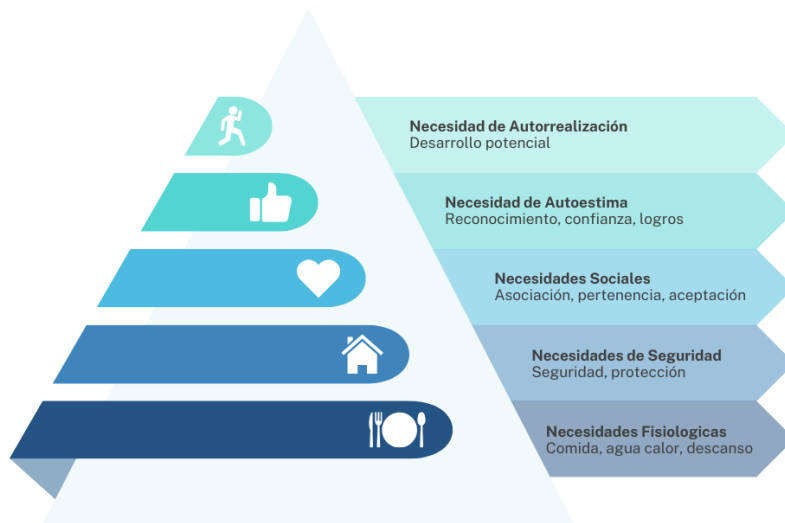 Necesidad de Autorrealización
Desarrollo potencial
Necesidad de Autoestima
Reconocimiento, confianza, logros
Necesidades Sociales
Asociación, pertenencia, aceptación
Necesidades de Seguridad
Seguridad, protección
Necesidades Fisiologicas
Comida, agua calor, descanso